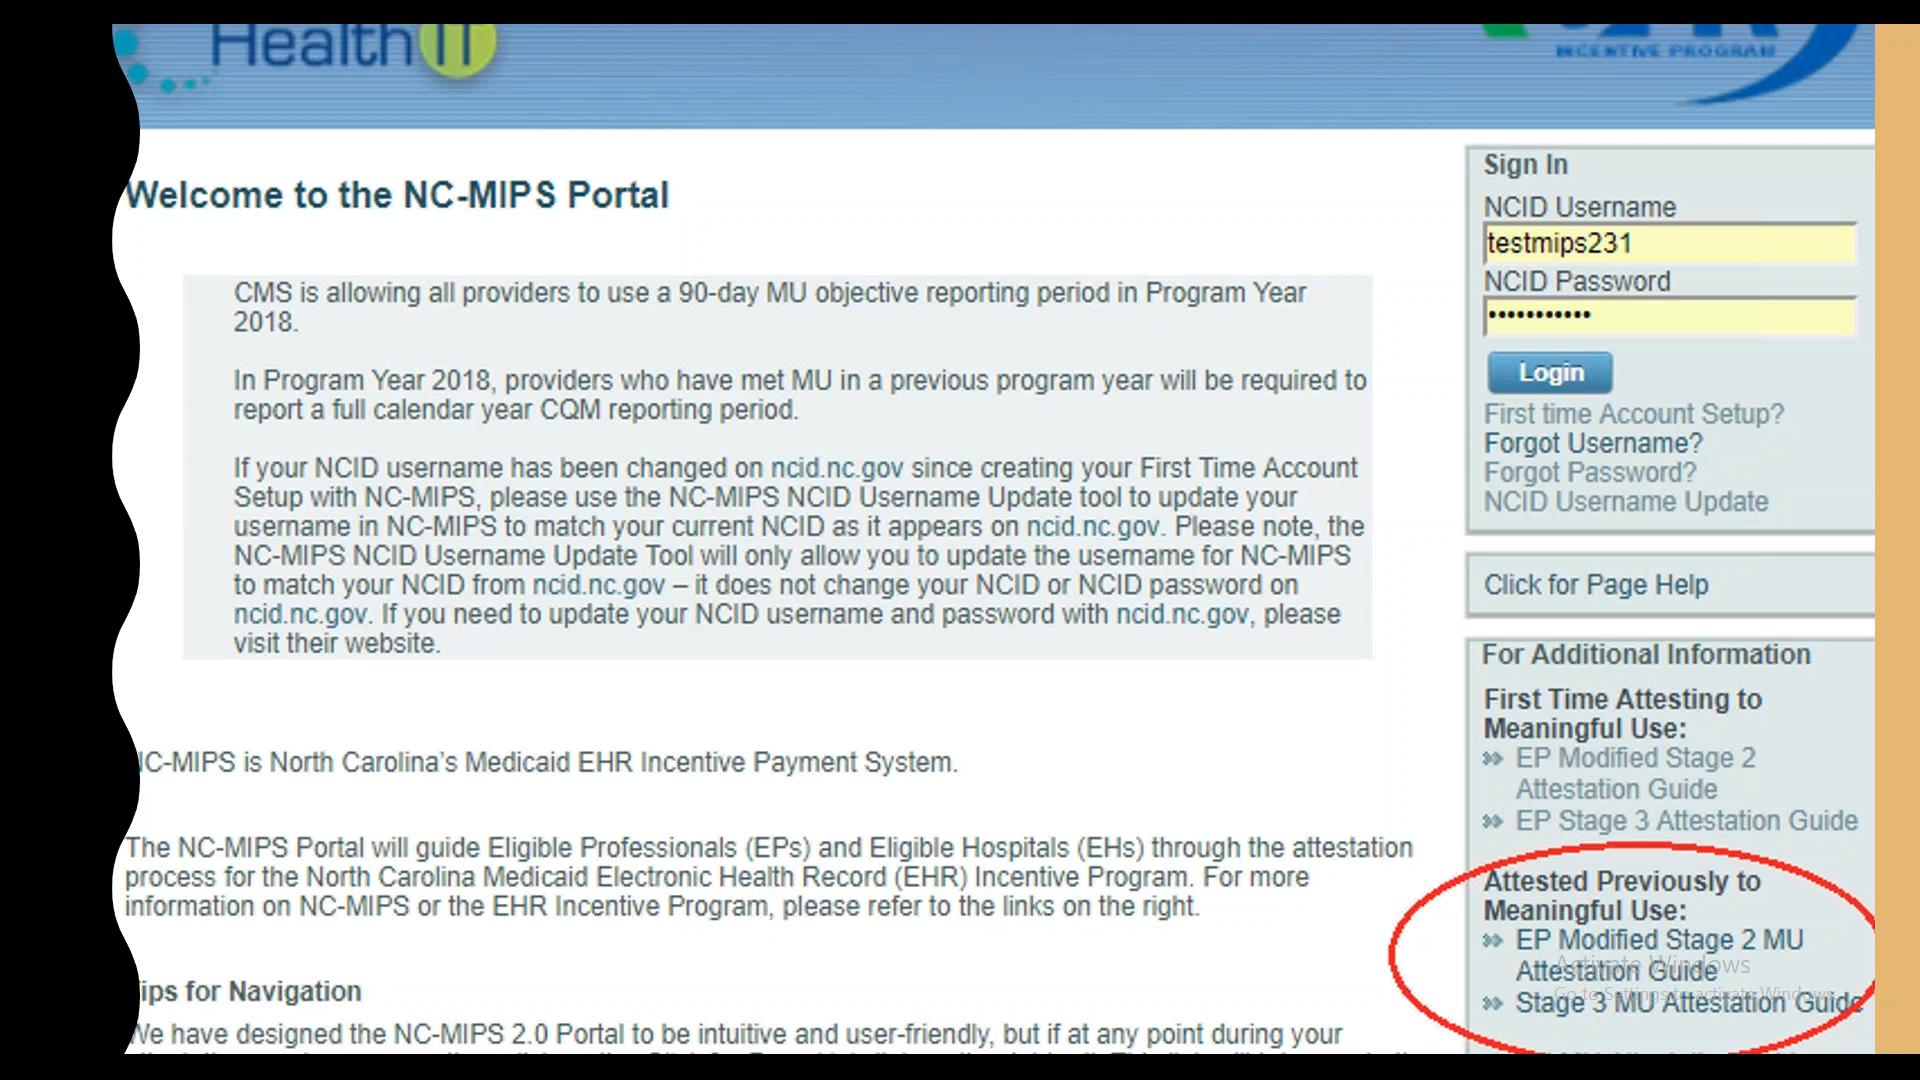 Health IT
INCENTIVE PROGRAM
Welcome to the NC-MIPS Portal
CMS is allowing all providers to use a 90-day MU objective reporting period in Program Year
2018.
In Program Year 2018, providers who have met MU in a previous program year will be required to
report a full calendar year CQM reporting period.
If your NCID username has been changed on ncid.nc.gov since creating your First Time Account
Setup with NC-MIPS, please use the NC-MIPS NCID Username Update tool to update your
username in NC-MIPS to match your current NCID as it appears on ncid.nc.gov. Please note, the
NC-MIPS NCID Username Update Tool will only allow you to update the username for NC-MIPS
to match your NCID from ncid.nc.gov – it does not change your NCID or NCID password on
ncid.nc.gov. If you need to update your NCID username and password with ncid.nc.gov, please
visit their website.
NC-MIPS is North Carolina's Medicaid EHR Incentive Payment System.
The NC-MIPS Portal will guide Eligible Professionals (EPs) and Eligible Hospitals (EHs) through the attestation
process for the North Carolina Medicaid Electronic Health Record (EHR) Incentive Program. For more
information on NC-MIPS or the EHR Incentive Program, please refer to the links on the right.
Tips for Navigation
We have designed the NC-MIPS 2.0 Portal to be intuitive and user-friendly, but if at any point during your
Sign In
NCID Username
testmips231
NCID Password
•••••••••••
Login
First time Account Setup?
Forgot Username?
Forgot Password?
NCID Username Update
Click for Page Help
For Additional Information
First Time Attesting to
Meaningful Use:
EP Modified Stage 2
Attestation Guide
EP Stage 3 Attestation Guide
Attested Previously to
Meaningful Use:
EP Modified Stage 2 MU
Attestation Guide
Stage 3 MU Attestation Guide
Activate Windows
Go to Settings to activate Windows.